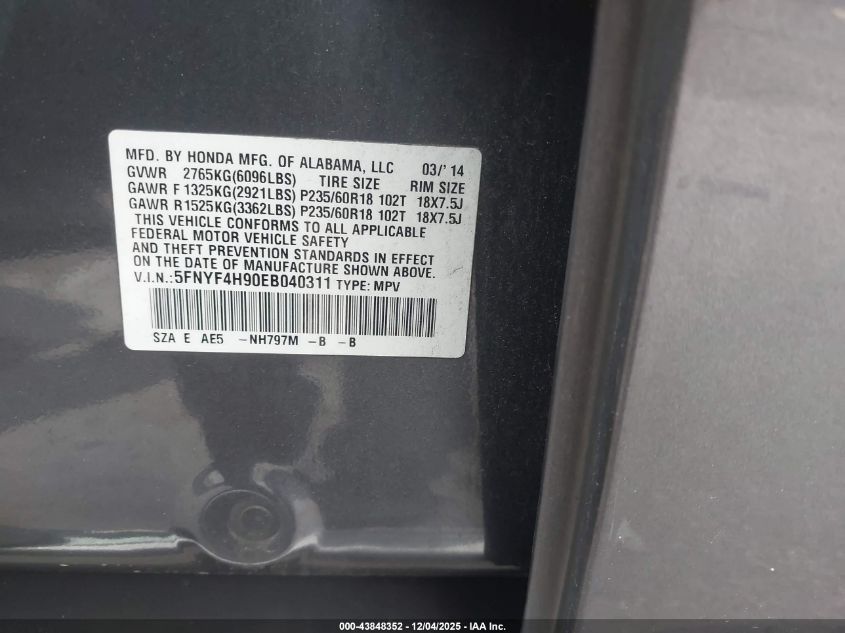 MFD. BY HONDA MFG. OF ALABAMA, LLC 03/'14
GVWR 2765KG(6096LBS) TIRE SIZE RIM SIZE
GAWR F 1325KG(2921LBS) P235/60R18 102T 18X7.5J
GAWR R1525KG(3362LBS) P235/60R18 102T 18X7.5J
THIS VEHICLE CONFORMS TO ALL APPLICABLE
FEDERAL MOTOR VEHICLE SAFETY
AND THEFT PREVENTION STANDARDS IN EFFECT
ON THE DATE OF MANUFACTURE SHOWN ABOVE.
V.I.N.:5FNYF4H90EB040311 TYPE: MPV
SZA E AE5 -NH797M -B -B
000-43848352 | 12/04/2025 - IAA Inc.